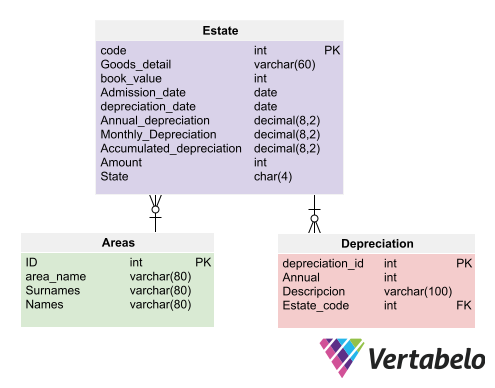 Estate
code int PK
Goods_detail varchar(60)
book_value int
Admission_date date
depreciation_date date
Annual_depreciation decimal(8,2)
Monthly_Depreciation decimal(8,2)
Accumulated_depreciation decimal(8,2)
Amount int
State char(4)
Areas
ID int PK
area_name varchar(80)
Surnames varchar(80)
Names varchar(80)
Depreciation
depreciation_id int PK
Annual int
Descripcion varchar(100)
Estate_code int FK
Vertabelo